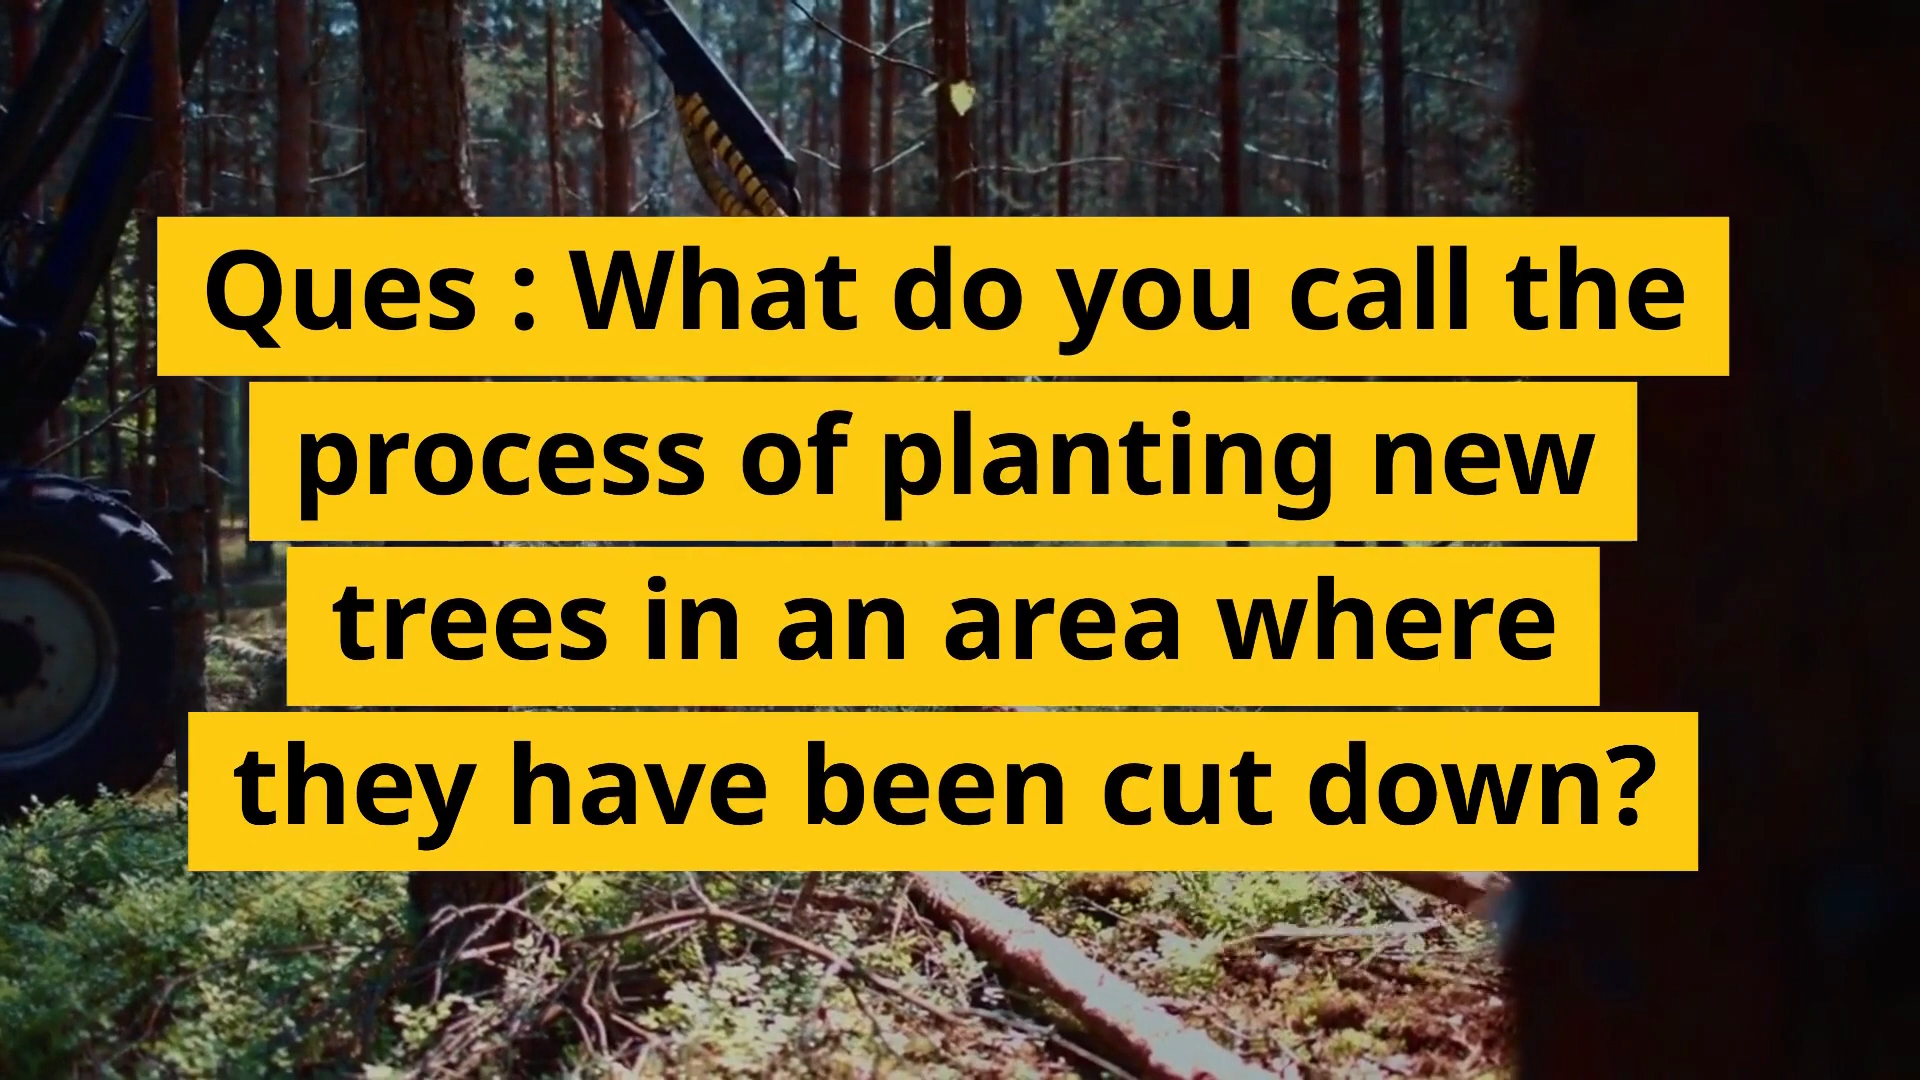 Ques : What do you call the
process of planting new
trees in an area where
they have been cut down?